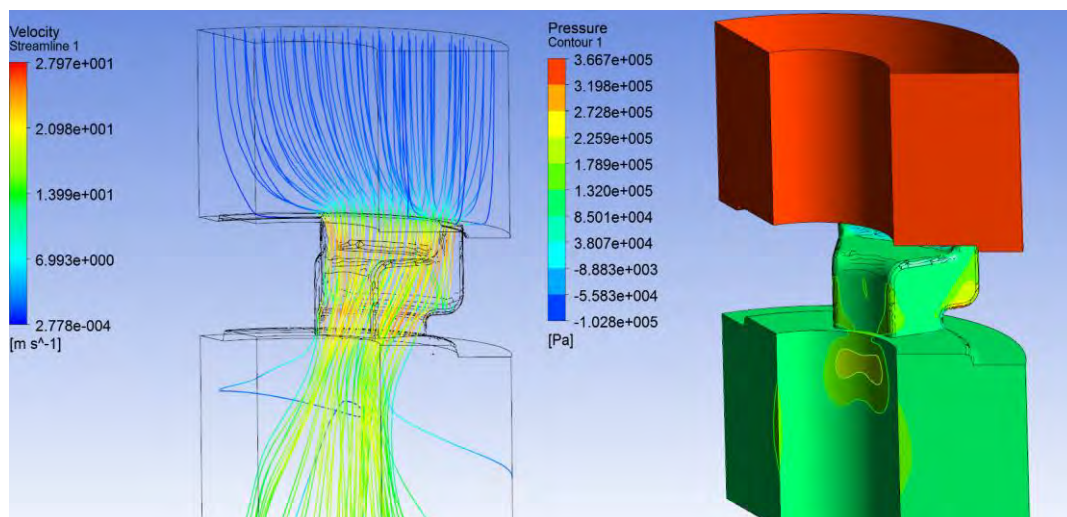 Velocity
Streamline 1
2.797e+001
2.098e+001
1.399e+001
6.993e+000
2.778e-004
[m s^-1]
Pressure
Contour 1
3.667e+005
3.198e+005
2.728e+005
2.259e+005
1.789e+005
1.320e+005
8.501e+004
3.807e+004
-8.883e+003
-5.583e+004
-1.028e+005
[Pa]